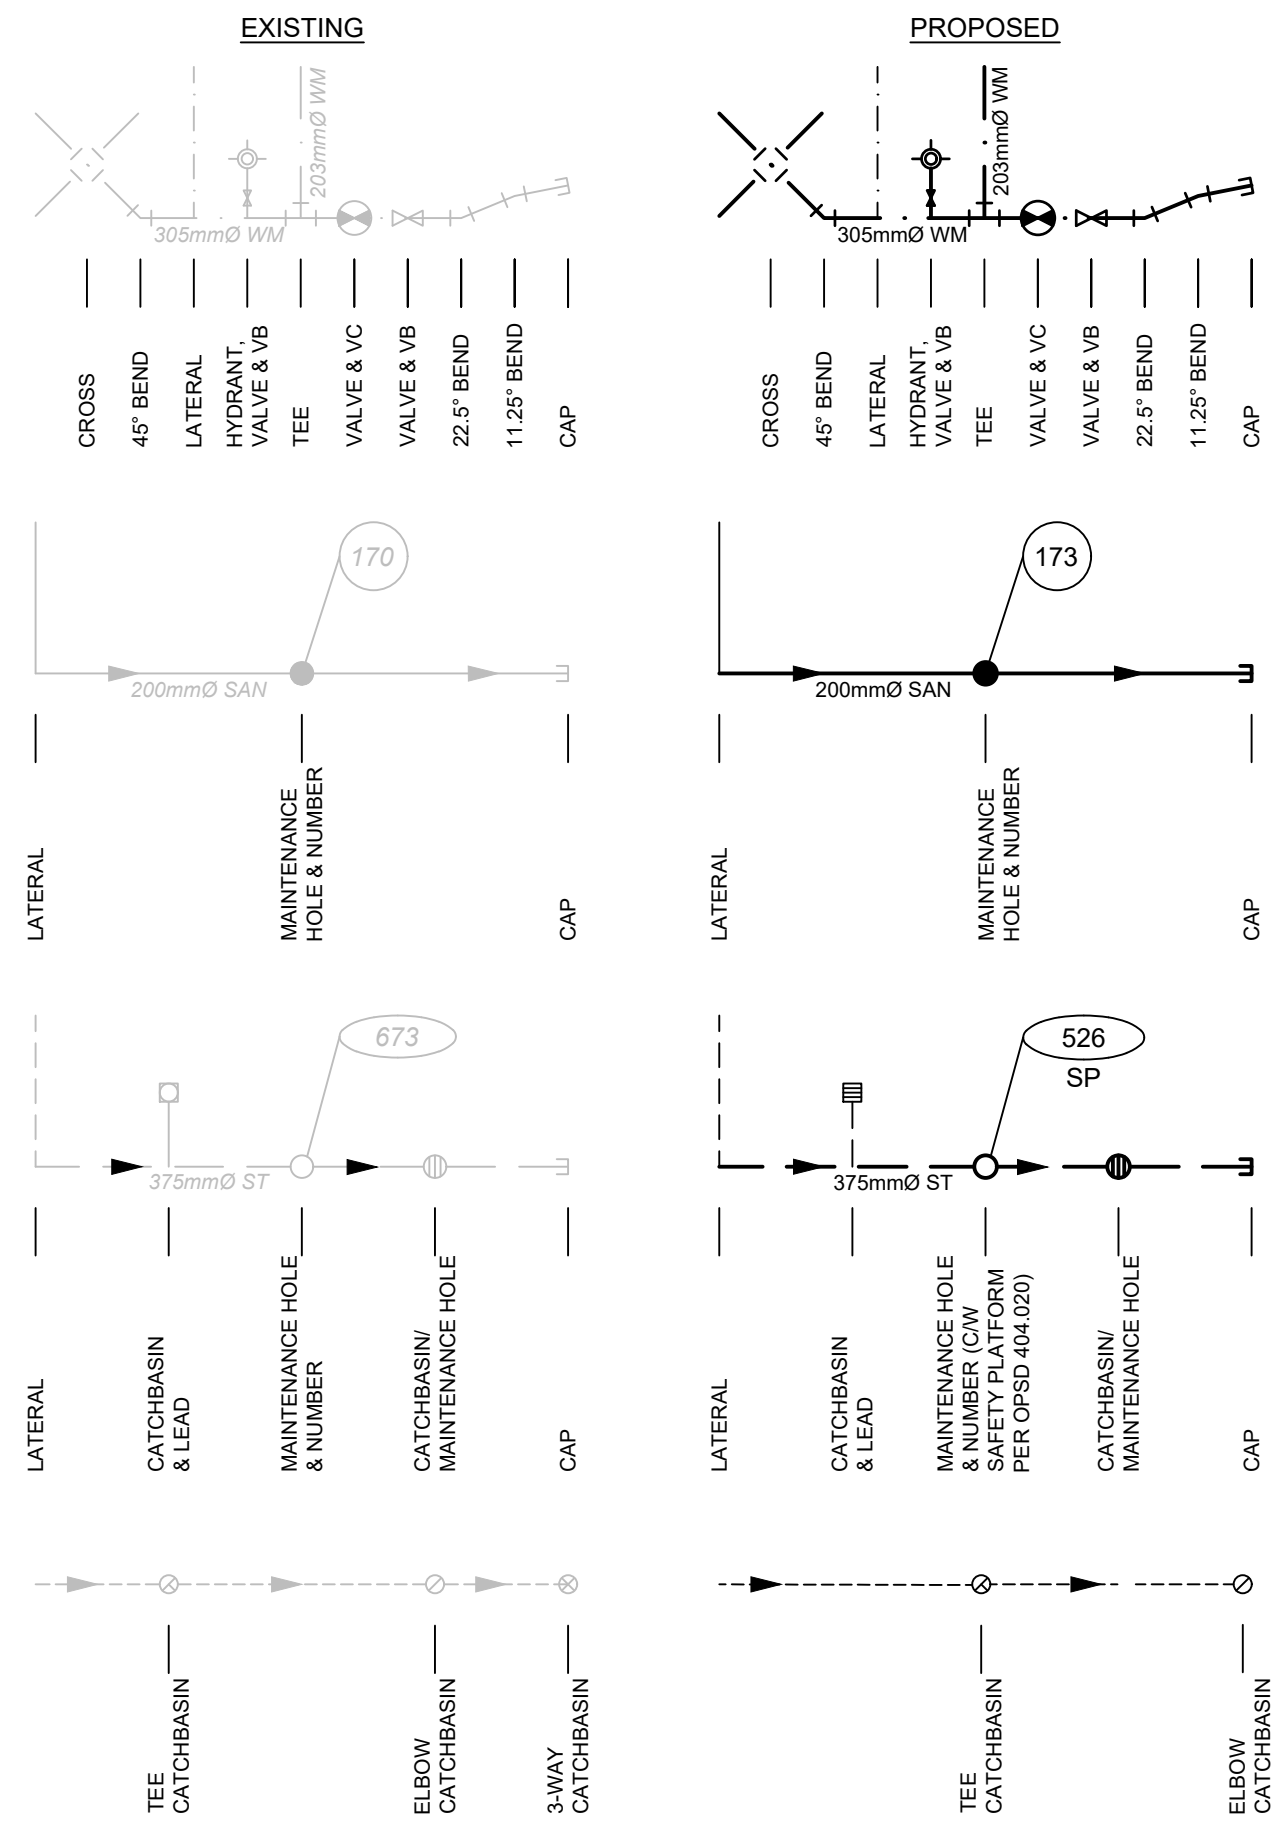 EXISTING
203mmØ WM
305mmØ WM
CROSS
45° BEND
LATERAL
HYDRANT,
VALVE & VB
TEE
VALVE & VC
VALVE & VB
22.5° BEND
11.25° BEND
CAP
170
200mmØ SAN
LATERAL
MAINTENANCE
HOLE & NUMBER
CAP
673
375mmØ ST
LATERAL
CATCHBASIN
& LEAD
MAINTENANCE HOLE
& NUMBER
CATCHBASIN/
MAINTENANCE HOLE
CAP
TEE
CATCHBASIN
ELBOW
CATCHBASIN
3-WAY
CATCHBASIN
PROPOSED
203mmØ WM
305mmØ WM
CROSS
45° BEND
LATERAL
HYDRANT,
VALVE & VB
TEE
VALVE & VC
VALVE & VB
22.5° BEND
11.25° BEND
CAP
173
200mmØ SAN
LATERAL
MAINTENANCE
HOLE & NUMBER
CAP
526
SP
375mmØ ST
LATERAL
CATCHBASIN
& LEAD
MAINTENANCE HOLE
& NUMBER (C/W
SAFETY PLATFORM
PER OPSD 404.020)
CATCHBASIN/
MAINTENANCE HOLE
CAP
TEE
CATCHBASIN
ELBOW
CATCHBASIN